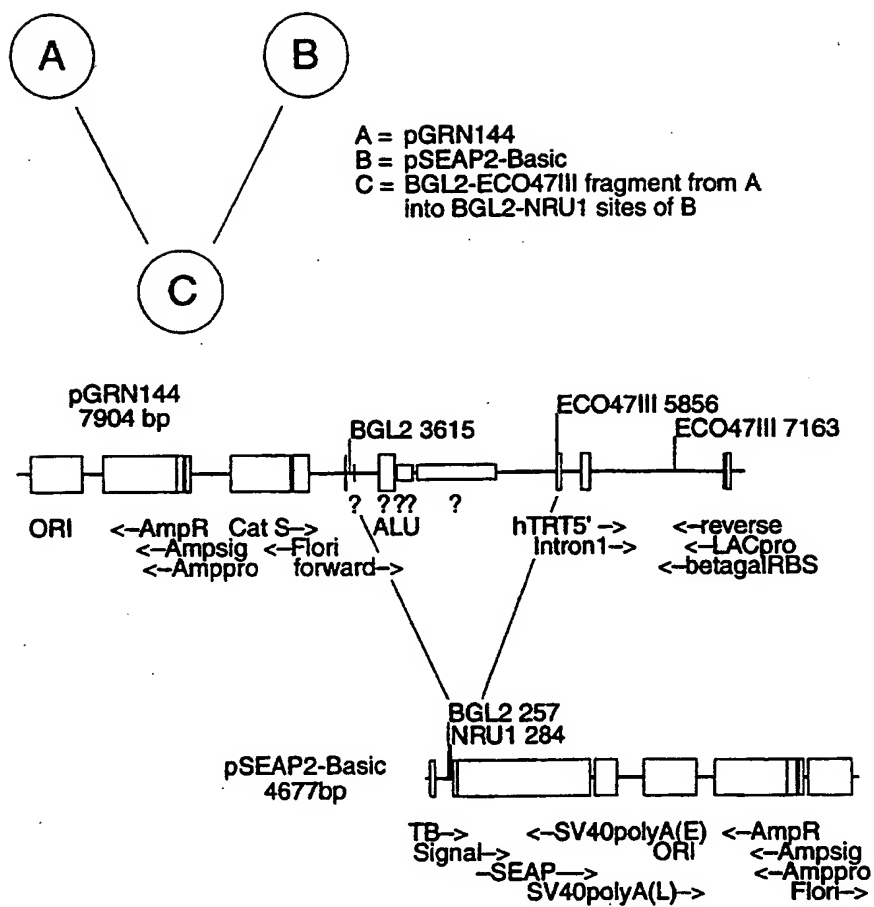 A
B
A = pGRN144
B = pSEAP2-Basic
C = BGL2-ECO47III fragment from A
into BGL2-NRU1 sites of B
C
pGRN144
7904 bp
ECO47III 5856
BGL2 3615
ECO47III 7163
? ? ?? ?
ORI <-AmpR Cat S-> ALU hTRT5' -> <-reverse
<-Ampsig <-Flori Intron1-> <-LACpro
<-Amppro forward-> <-betagalRBS
BGL2 257
NRU1 284
pSEAP2-Basic
4677bp
TB-> <-SV40polyA(E) <-AmpR
Signal-> ORI <-Ampsig
-SEAP-> <-Amppro
SV40polyA(L)-> Flori->